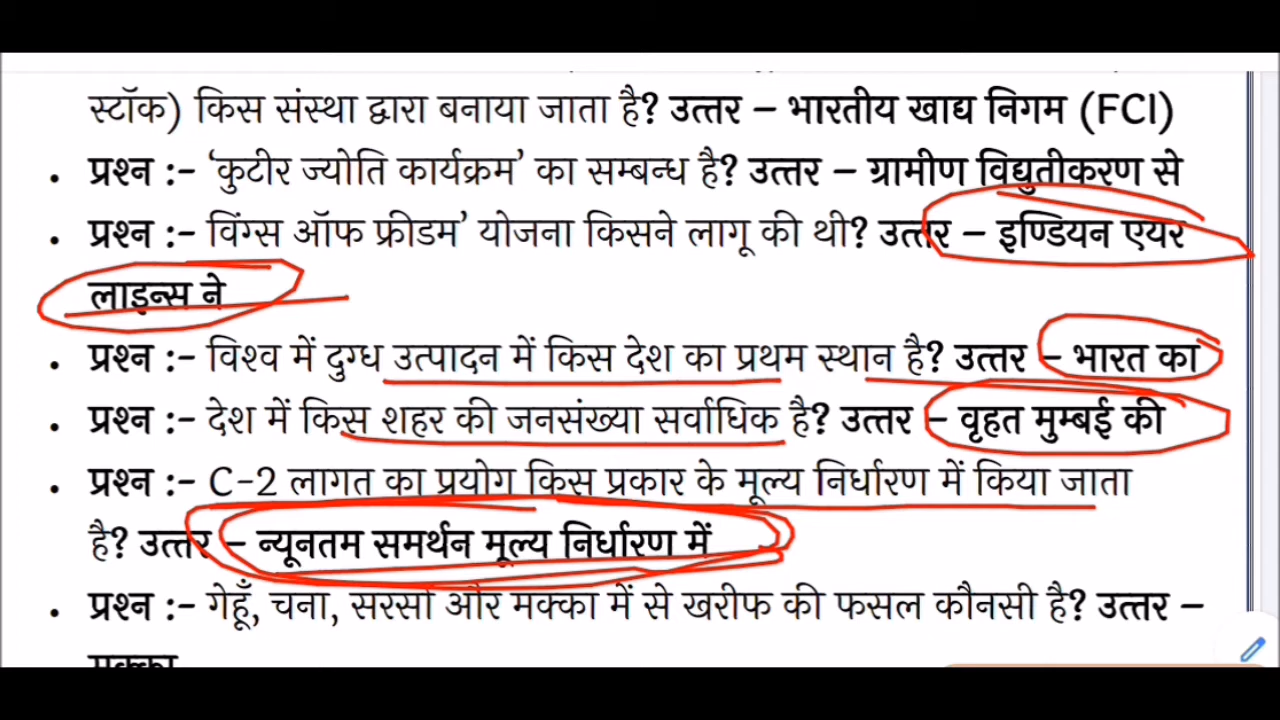 स्टॉक) किस संस्था द्वारा बनाया जाता है? उत्तर – भारतीय खाद्य निगम (FCI)
• प्रश्न :- ‘कुटीर ज्योति कार्यक्रम’ का सम्बन्ध है? उत्तर – ग्रामीण विद्युतीकरण से
• प्रश्न :- विंग्स ऑफ फ्रीडम’ योजना किसने लागू की थी? उत्तर – इण्डियन एयर
लाइन्स ने
• प्रश्न :- विश्व में दुग्ध उत्पादन में किस देश का प्रथम स्थान है? उत्तर – भारत का
• प्रश्न :- देश में किस शहर की जनसंख्या सर्वाधिक है? उत्तर – वृहत मुम्बई की
• प्रश्न :- C-2 लागत का प्रयोग किस प्रकार के मूल्य निर्धारण में किया जाता
है? उत्तर – न्यूनतम समर्थन मूल्य निर्धारण में
• प्रश्न :- गेहूँ, चना, सरसों और मक्का में से खरीफ की फसल कौनसी है? उत्तर –
मक्का